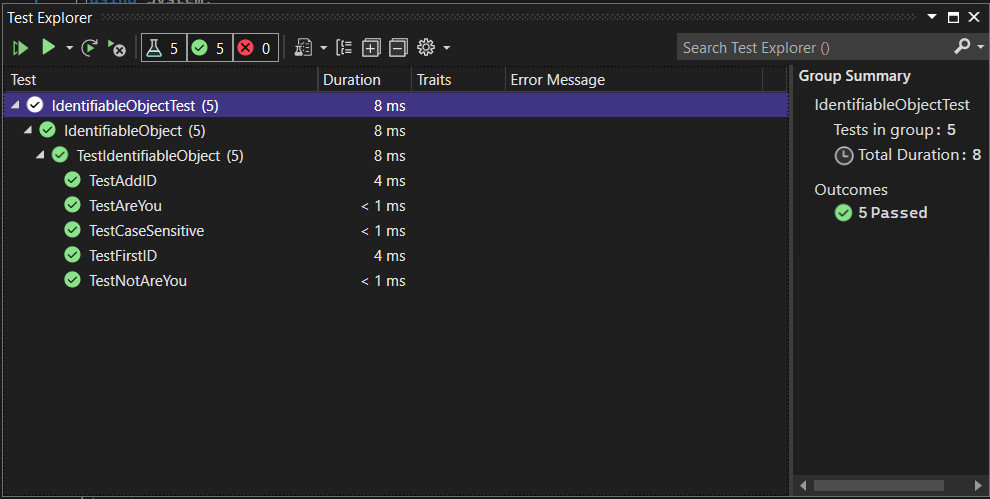 using System;
Test Explorer
5 5 0
Search Test Explorer ()
Test Duration Traits Error Message
IdentifiableObjectTest (5) 8 ms
IdentifiableObject (5) 8 ms
TestIdentifiableObject (5) 8 ms
TestAddID 4 ms
TestAreYou < 1 ms
TestCaseSensitive < 1 ms
TestFirstID 4 ms
TestNotAreYou < 1 ms
Group Summary
IdentifiableObjectTest
Tests in group: 5
Total Duration: 8
Outcomes
5 Passed